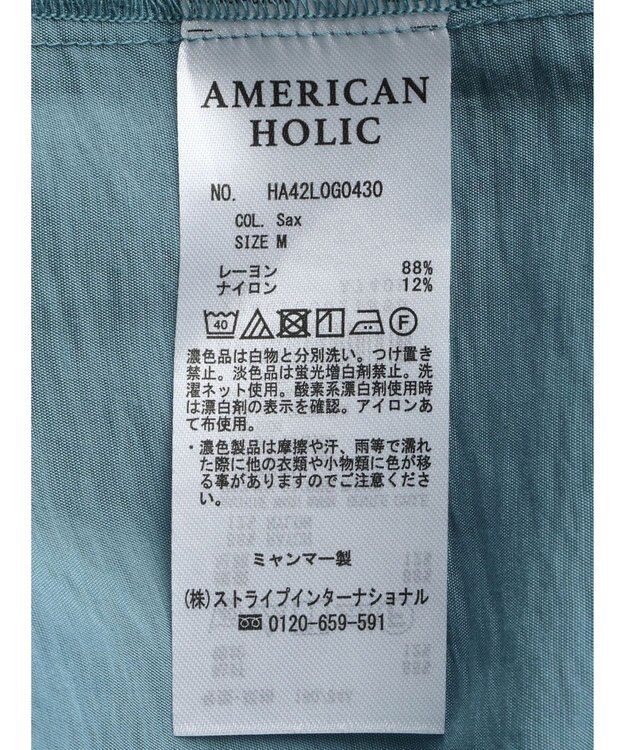 AMERICAN
HOLIC
NO. HA42L0G0430
COL. Sax
SIZE M
レーヨン 88%
ナイロン 12%
40 F
濃色品は白物と分別洗い。つけ置き
禁止。淡色品は蛍光増白剤禁止。洗
濯ネット使用。酸素系漂白剤使用時
は漂白剤の表示を確認。アイロンあ
て布使用。
・濃色製品は摩擦や汗、雨等で濡れ
た際に他の衣類や小物類に色が移
る事がありますのでご注意くださ
い。
ミャンマー製
(株)ストライプインターナショナル
0120-659-591